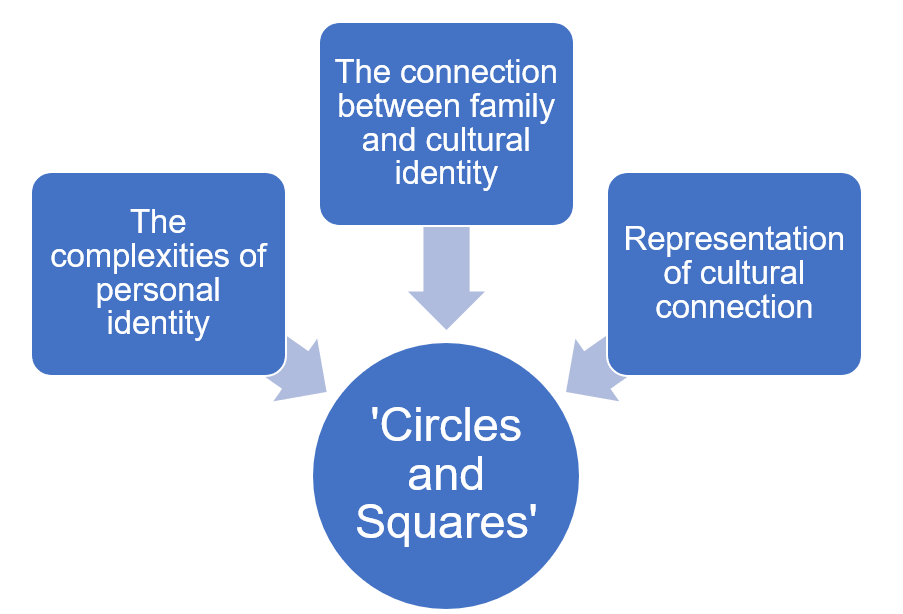 The connection
between family
and cultural
identity
The
complexities of
personal
identity
Representation
of cultural
connection
'Circles
and
Squares'